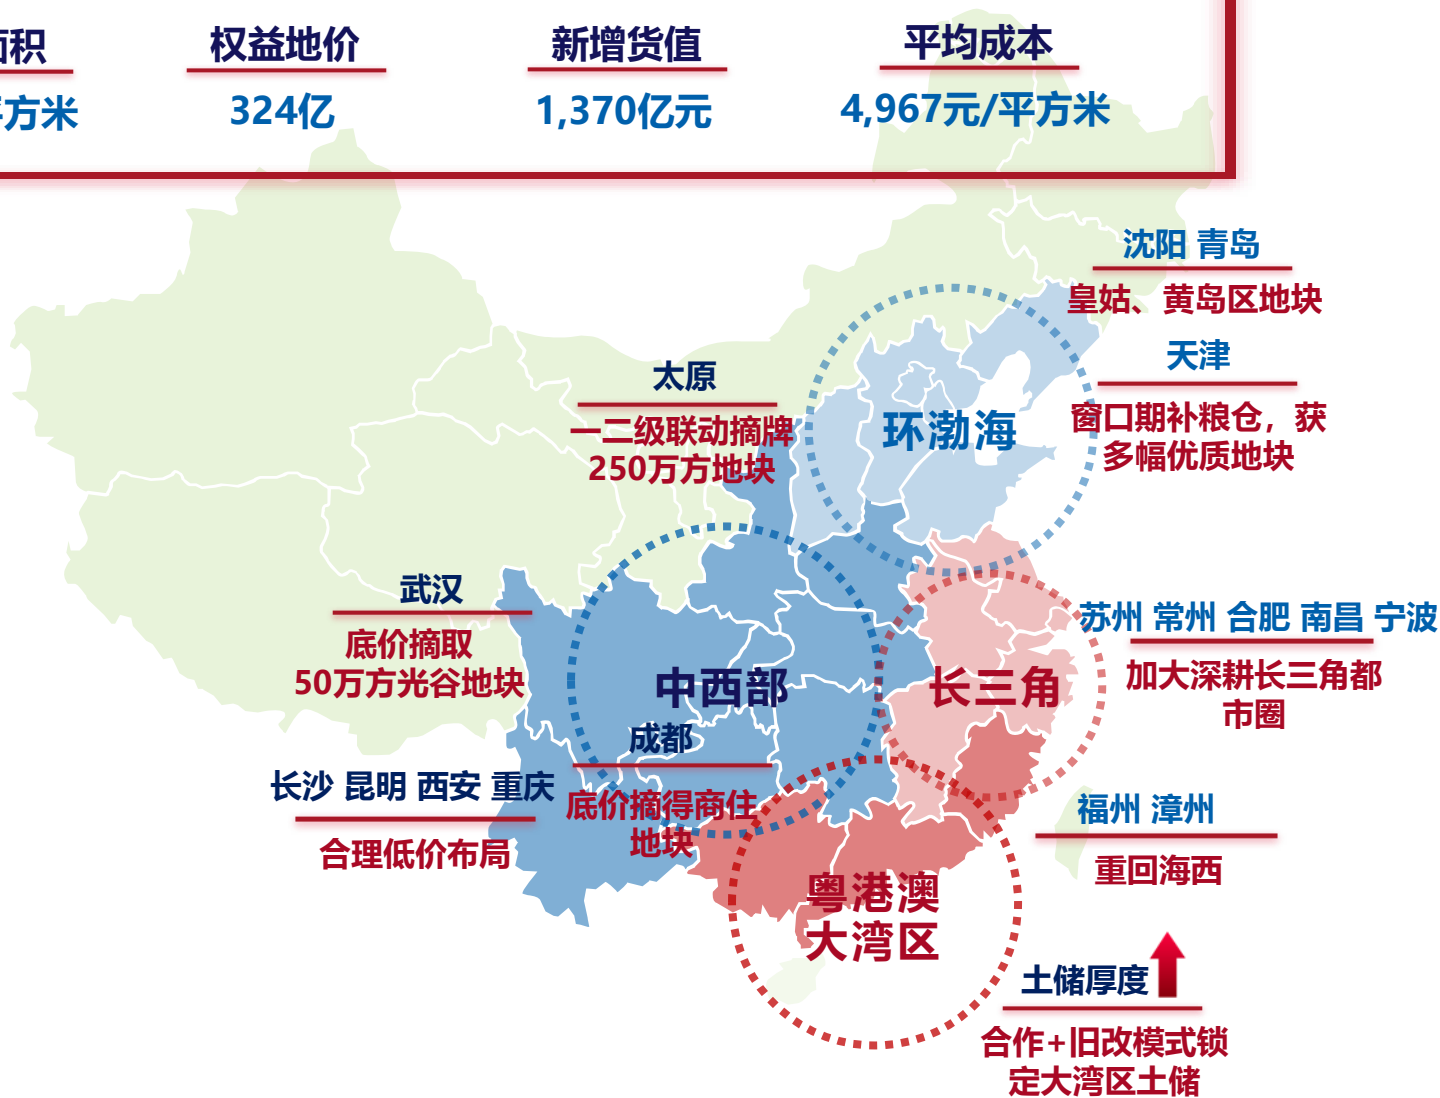 面积
权益地价
新增货值
平均成本
平方米
324亿
1,370亿元
4,967元/平方米
沈阳 青岛
皇姑、黄岛区地块
天津
窗口期补粮仓，获
多幅优质地块
太原
一二级联动摘牌
250万方地块
环渤海
武汉
底价摘取
50万方光谷地块
苏州 常州 合肥 南昌 宁波
加大深耕长三角都
市圈
中西部
长三角
成都
底价摘得商住
地块
长沙 昆明 西安 重庆
合理低价布局
福州 漳州
重回海西
粤港澳
大湾区
土储厚度
合作+旧改模式锁
定大湾区土储